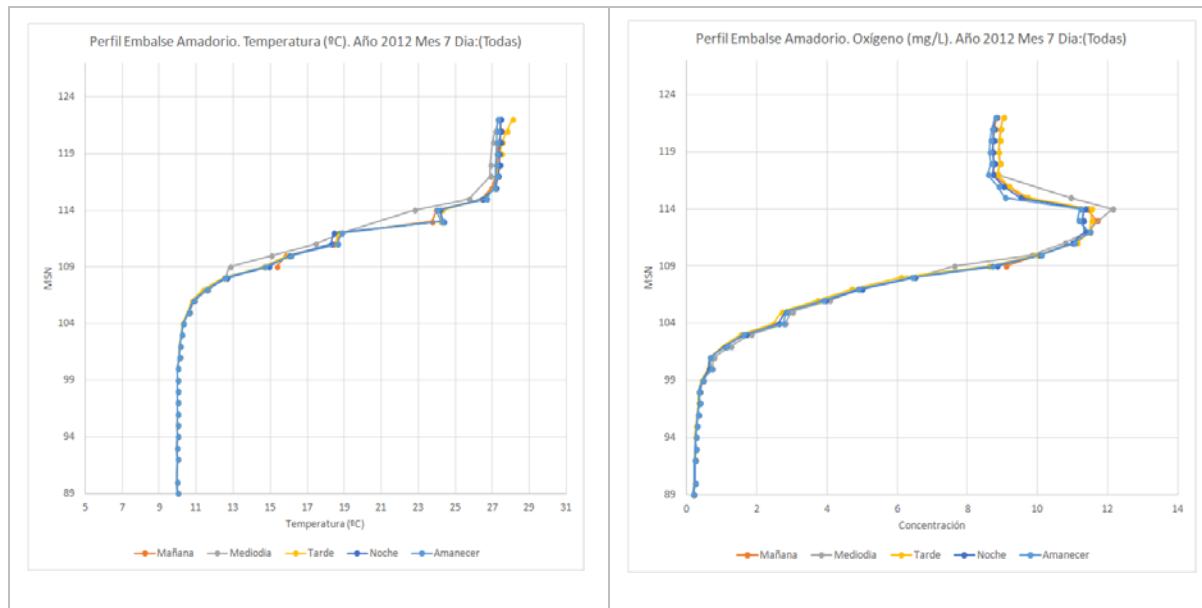 Perfil Embalse Amadorio. Temperatura (ºC). Año 2012 Mes 7 Dia:(Todas)
124
119
114
109
104
99
94
89
MSN
5 7 9 11 13 15 17 19 21 23 25 27 29 31
Temperatura (ºC)
Mañana Mediodia Tarde Noche Amanecer
Perfil Embalse Amadorio. Oxígeno (mg/L). Año 2012 Mes 7 Dia:(Todas)
0 2 4 6 8 10 12 14
124
119
114
109
104
99
94
89
MSN
Concentración
Mañana Mediodia Tarde Noche Amanecer